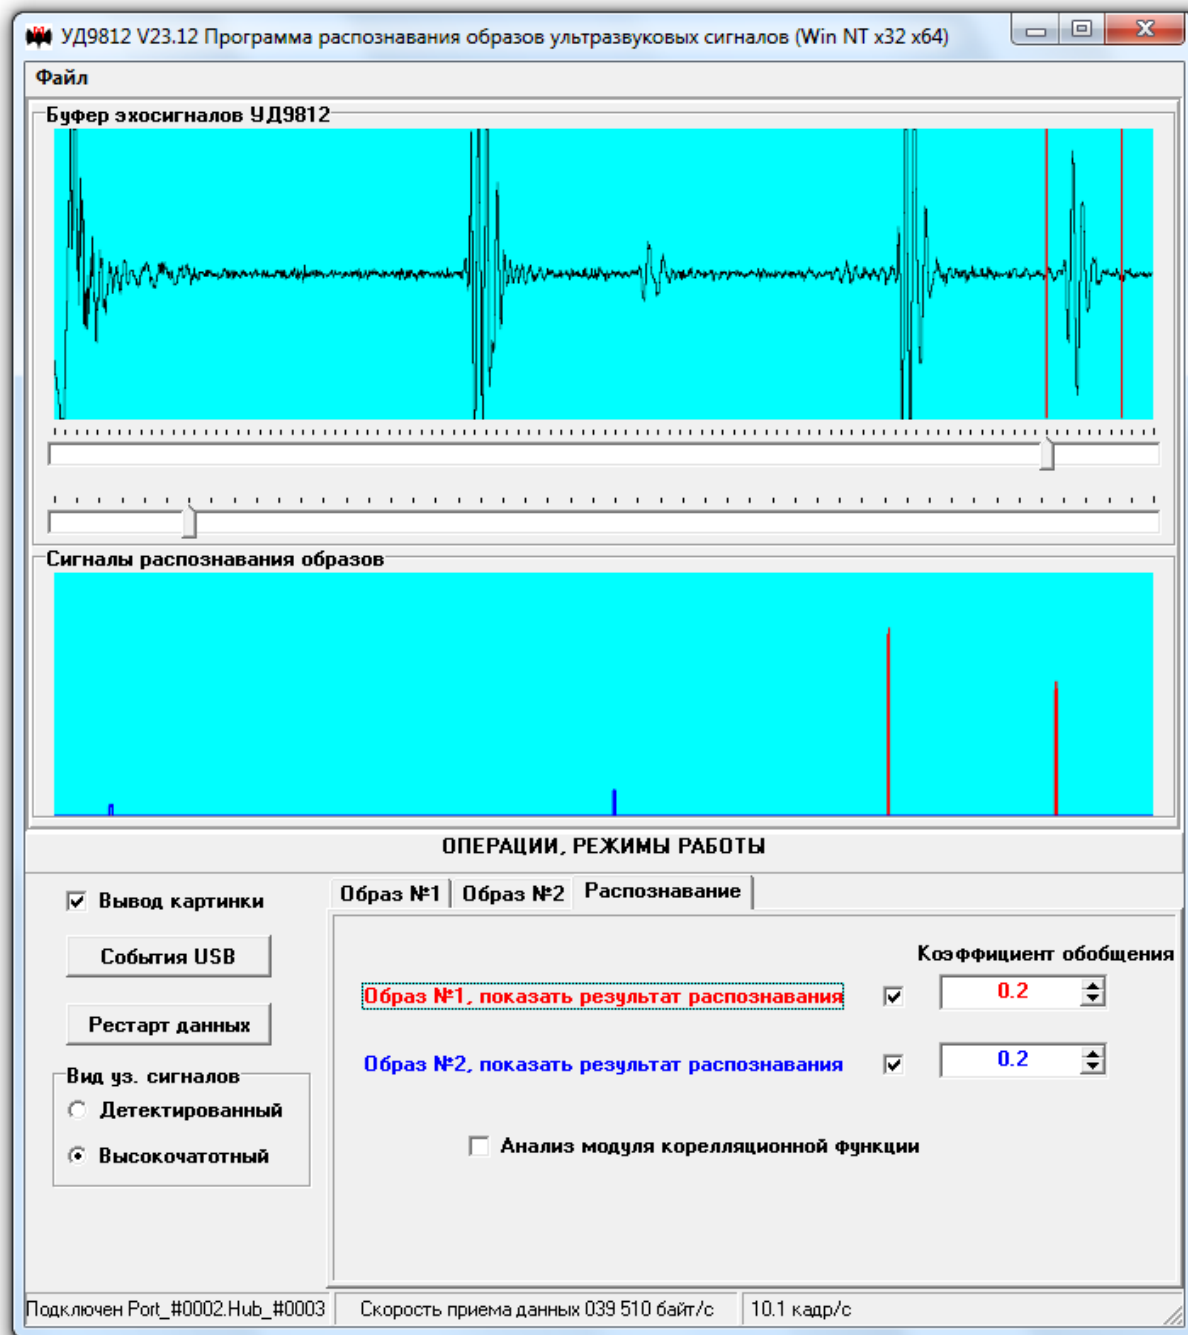 УД9812 V23.12 Программа распознавания образов ультразвуковых сигналов (Win NT x32 x64)
Файл
Буфер эхосигналов УД9812
Сигналы распознавания образов
ОПЕРАЦИИ, РЕЖИМЫ РАБОТЫ
Вывод картинки
События USB
Рестарт данных
Вид уз. сигналов
Детектированный
Высокочатотный
Образ №1
Образ №2
Распознавание
Коэффициент обобщения
Образ №1, показать результат распознавания
0.2
Образ №2, показать результат распознавания
0.2
Анализ модуля корелляционной функции
Подключен Port_#0002.Hub_#0003
Скорость приема данных 039 510 байт/с
10.1 кадр/с